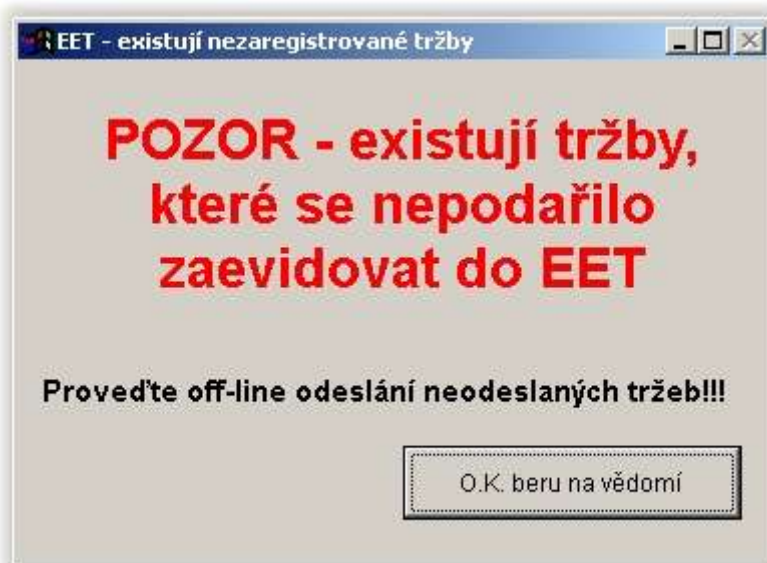 EET - existují nezaregistrované tržby
POZOR - existují tržby,
které se nepodařilo
zaevidovat do EET
Proveďte off-line odeslání neodeslaných tržeb!!!
O.K. beru na vědomí